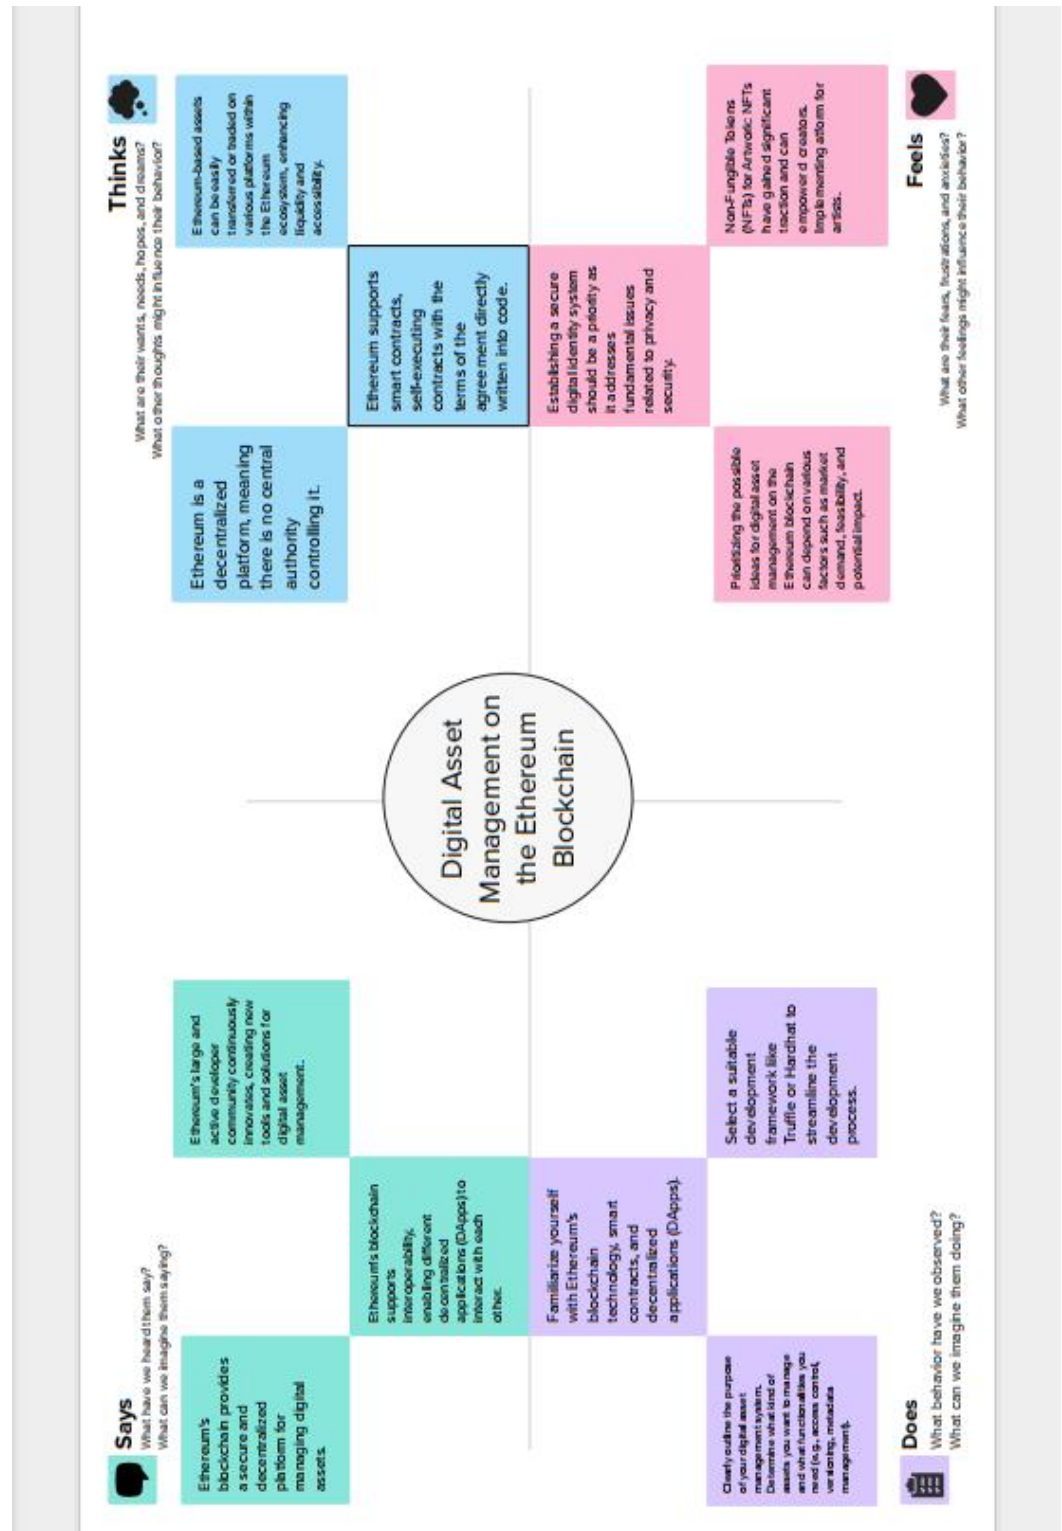 Says
What have we heard them say?
What can we imagine them saying?
Ethereum's
blockchain provides
a secure and
decentralized
platform for
managing digital
assets.
Ethereum's large and
active developer
community continuously
innovates, creating new
tools and solutions for
digital asset
management.
Ethereum's blockchain
supports
interoperability,
enabling different
decentralized
applications (DApps) to
interact with each
other.
Thinks
What are their wants, needs, hopes, and dreams?
What other thoughts might influence their behavior?
Ethereum is a
decentralized
platform, meaning
there is no central
authority
controlling it.
Ethereum-based assets
can be easily
transferred or traded on
various platforms within
the Ethereum
ecosystem, enhancing
liquidity and
accessibility.
Ethereum supports
smart contracts,
self-executing
contracts with the
terms of the
agreement directly
written into code.
Digital Asset
Management on
the Ethereum
Blockchain
Familiarize yourself
with Ethereum's
blockchain
technology, smart
contracts, and
decentralized
applications (DApps).
Clearly outline the purpose
of your digital asset
management system.
Determine what kind of
assets you want to manage
and what functionalities you
need (e.g., access control,
versioning, metadata
management).
Select a suitable
development
framework like
Truffle or Hardhat to
streamline the
development
process.
Does
What behavior have we observed?
What can we imagine them doing?
Establishing a secure
digital identity system
should be a priority as
it addresses
fundamental issues
related to privacy and
security.
Prioritizing the possible
ideas for digital asset
management on the
Ethereum blockchain
can depend on various
factors such as market
demand, feasibility, and
potential impact.
Non-Fungible Tokens
(NFTs) for Artwork: NFTs
have gained significant
traction and can
empower d creators.
Implementing atform for
artists.
Feels
What are their fears, frustrations, and anxieties?
What other feelings might influence their behavior?